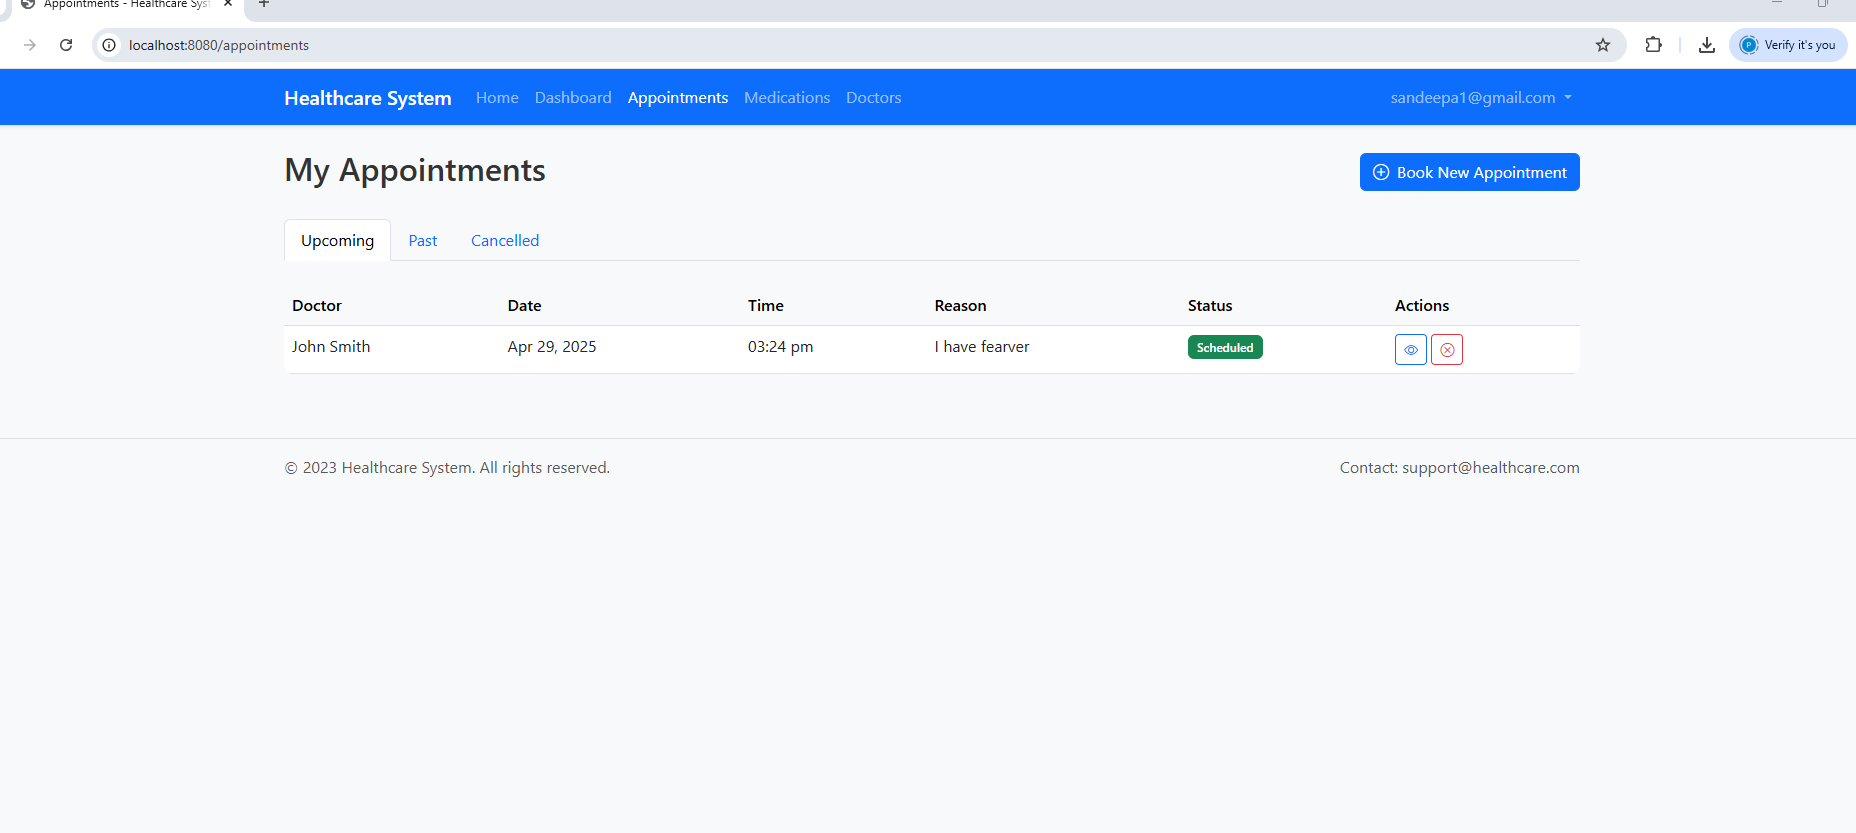 Appointments - Healthcare Syst
localhost:8080/appointments
Verify it's you
Healthcare System Home Dashboard Appointments Medications Doctors sandeepa1@gmail.com
My Appointments
Book New Appointment
Upcoming Past Cancelled
Doctor Date Time Reason Status Actions
John Smith Apr 29, 2025 03:24 pm I have fearver Scheduled
© 2023 Healthcare System. All rights reserved. Contact: support@healthcare.com